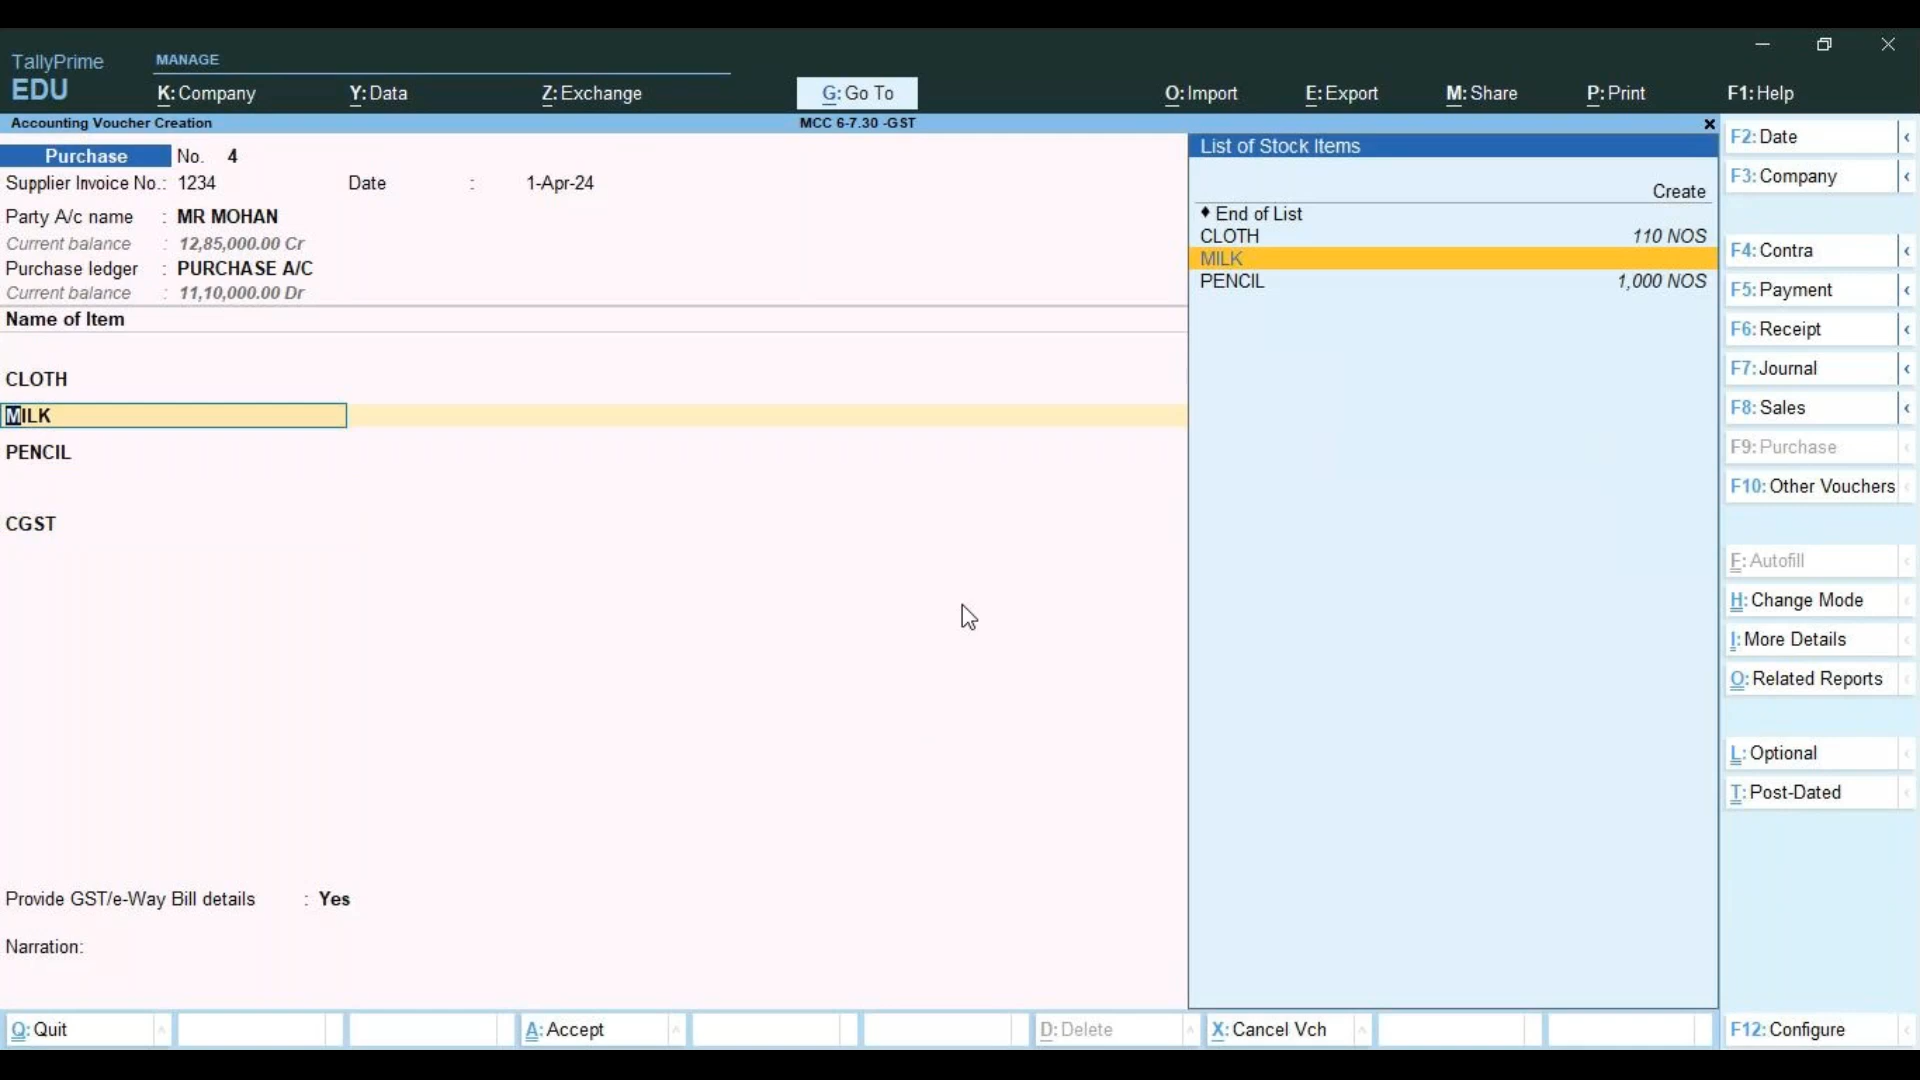 TallyPrime
EDU
MANAGE
K: Company
Y: Data
Z: Exchange
G: Go To
O: Import
E: Export
M: Share
P: Print
F1: Help
Accounting Voucher Creation
MCC 6-7.30 -GST
Purchase No. 4
Supplier Invoice No.: 1234 Date : 1-Apr-24
Party A/c name : MR MOHAN
Current balance : 12,85,000.00 Cr
Purchase ledger : PURCHASE A/C
Current balance : 11,10,000.00 Dr
Name of Item
CLOTH
MILK
PENCIL
CGST
Provide GST/e-Way Bill details : Yes
Narration:
List of Stock Items
Create
♦ End of List
CLOTH 110 NOS
MILK
PENCIL 1,000 NOS
F2: Date
F3: Company
F4: Contra
F5: Payment
F6: Receipt
F7: Journal
F8: Sales
F9: Purchase
F10: Other Vouchers
F: Autofill
H: Change Mode
I: More Details
O: Related Reports
L: Optional
T: Post-Dated
Q: Quit
A: Accept
D: Delete
X: Cancel Vch
F12: Configure